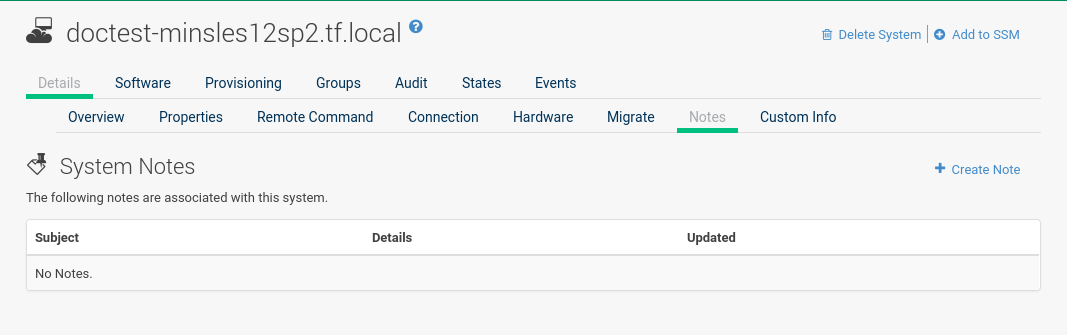 doctest-minsles12sp2.tf.local ?
Delete System | Add to SSM
Details Software Provisioning Groups Audit States Events
Overview Properties Remote Command Connection Hardware Migrate Notes Custom Info
System Notes
+ Create Note
The following notes are associated with this system.
Subject Details Updated
No Notes.